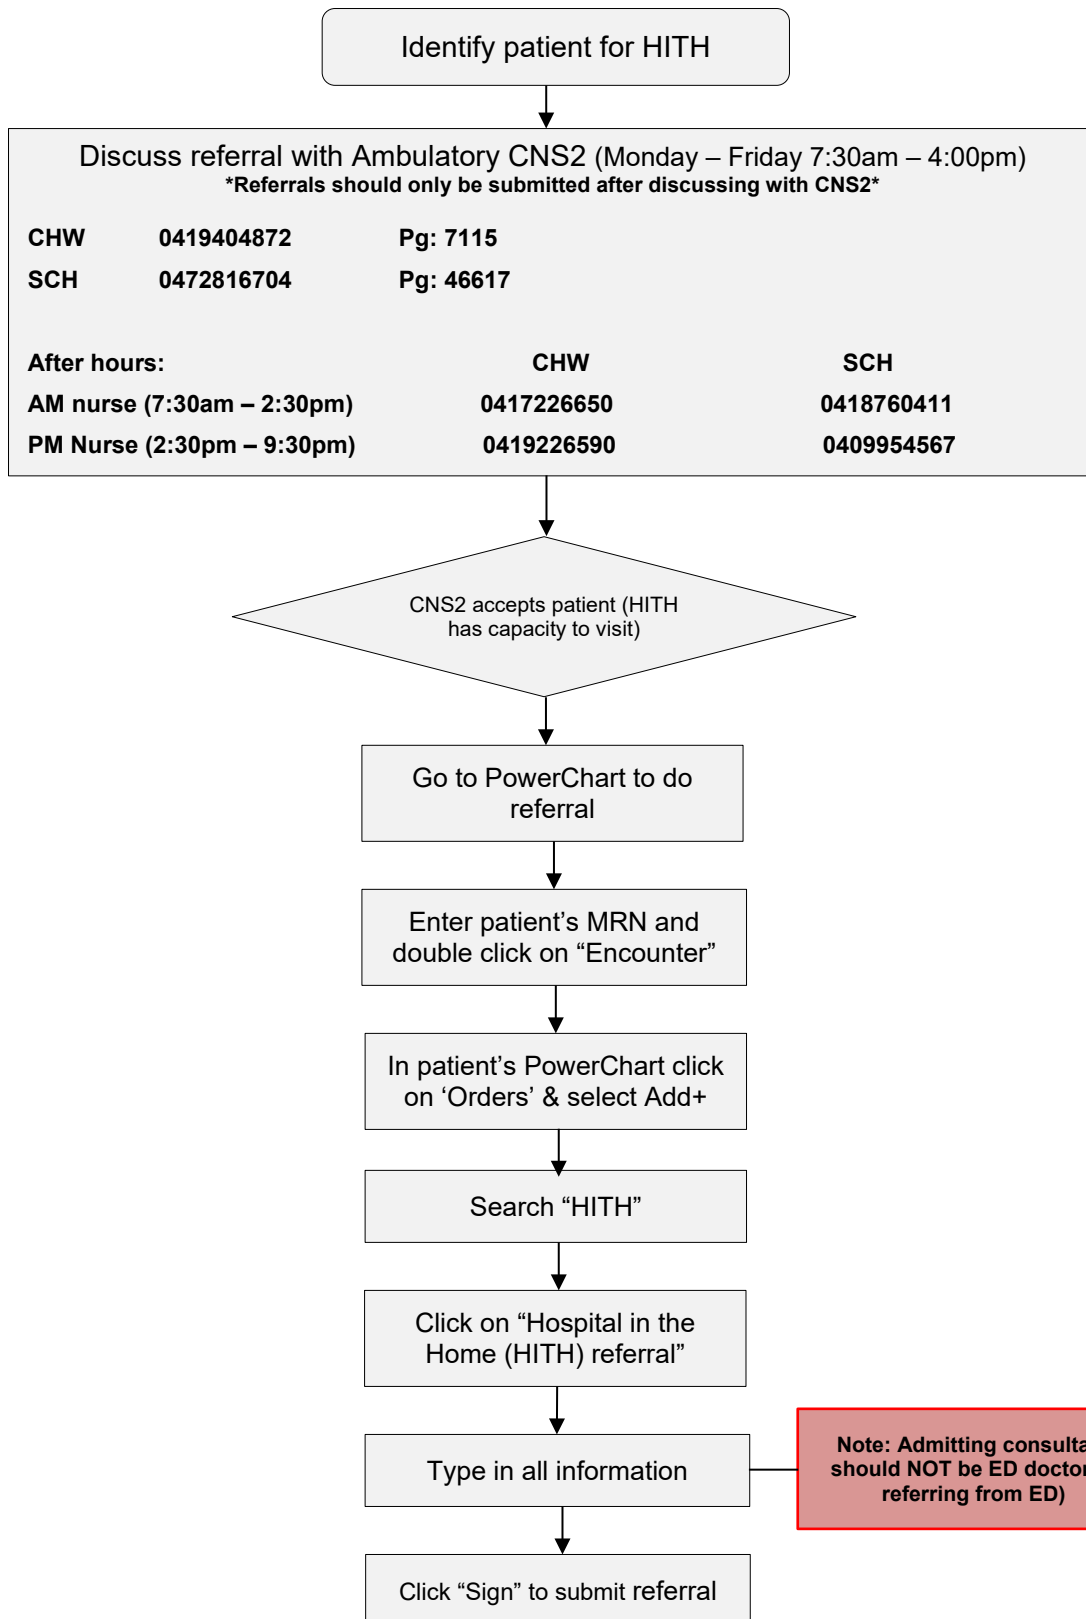 Identify patient for HITH
Discuss referral with Ambulatory CNS2 (Monday – Friday 7:30am – 4:00pm)
*Referrals should only be submitted after discussing with CNS2*
CHW 0419404872 Pg: 7115
SCH 0472816704 Pg: 46617
After hours: CHW SCH
AM nurse (7:30am – 2:30pm) 0417226650 0418760411
PM Nurse (2:30pm – 9:30pm) 0419226590 0409954567
CNS2 accepts patient (HITH
has capacity to visit)
Go to PowerChart to do
referral
Enter patient’s MRN and
double click on “Encounter”
In patient’s PowerChart click
on ‘Orders’ & select Add+
Search “HITH”
Click on “Hospital in the
Home (HITH) referral”
Type in all information
Note: Admitting
should NOT be ED
referring from ED)
Click “Sign” to submit referral